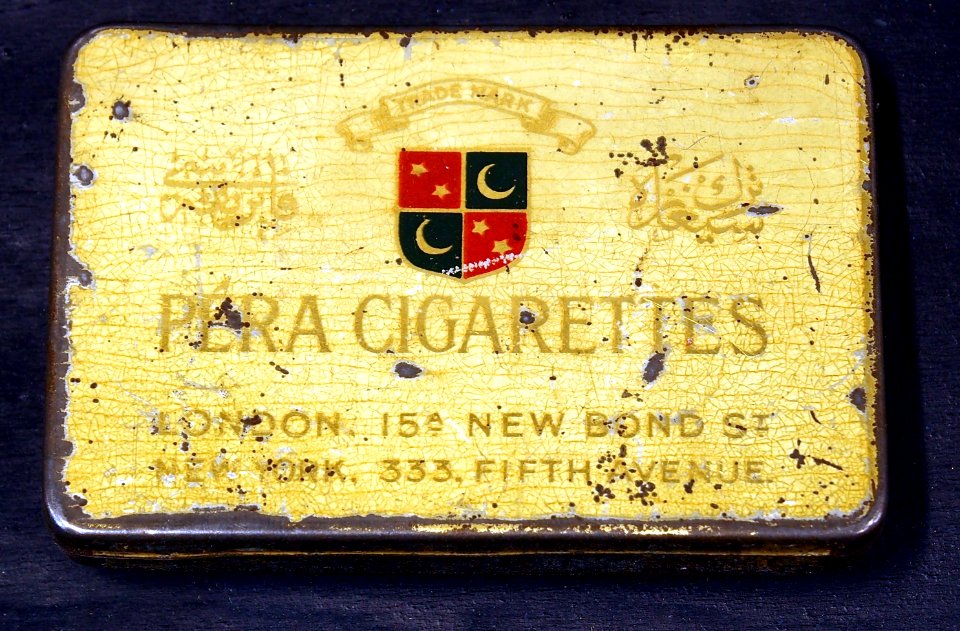 TRADE MARK
PERA CIGARETTES
LONDON. 15A NEW BOND ST
NEW YORK. 333, FIFTH AVENUE.